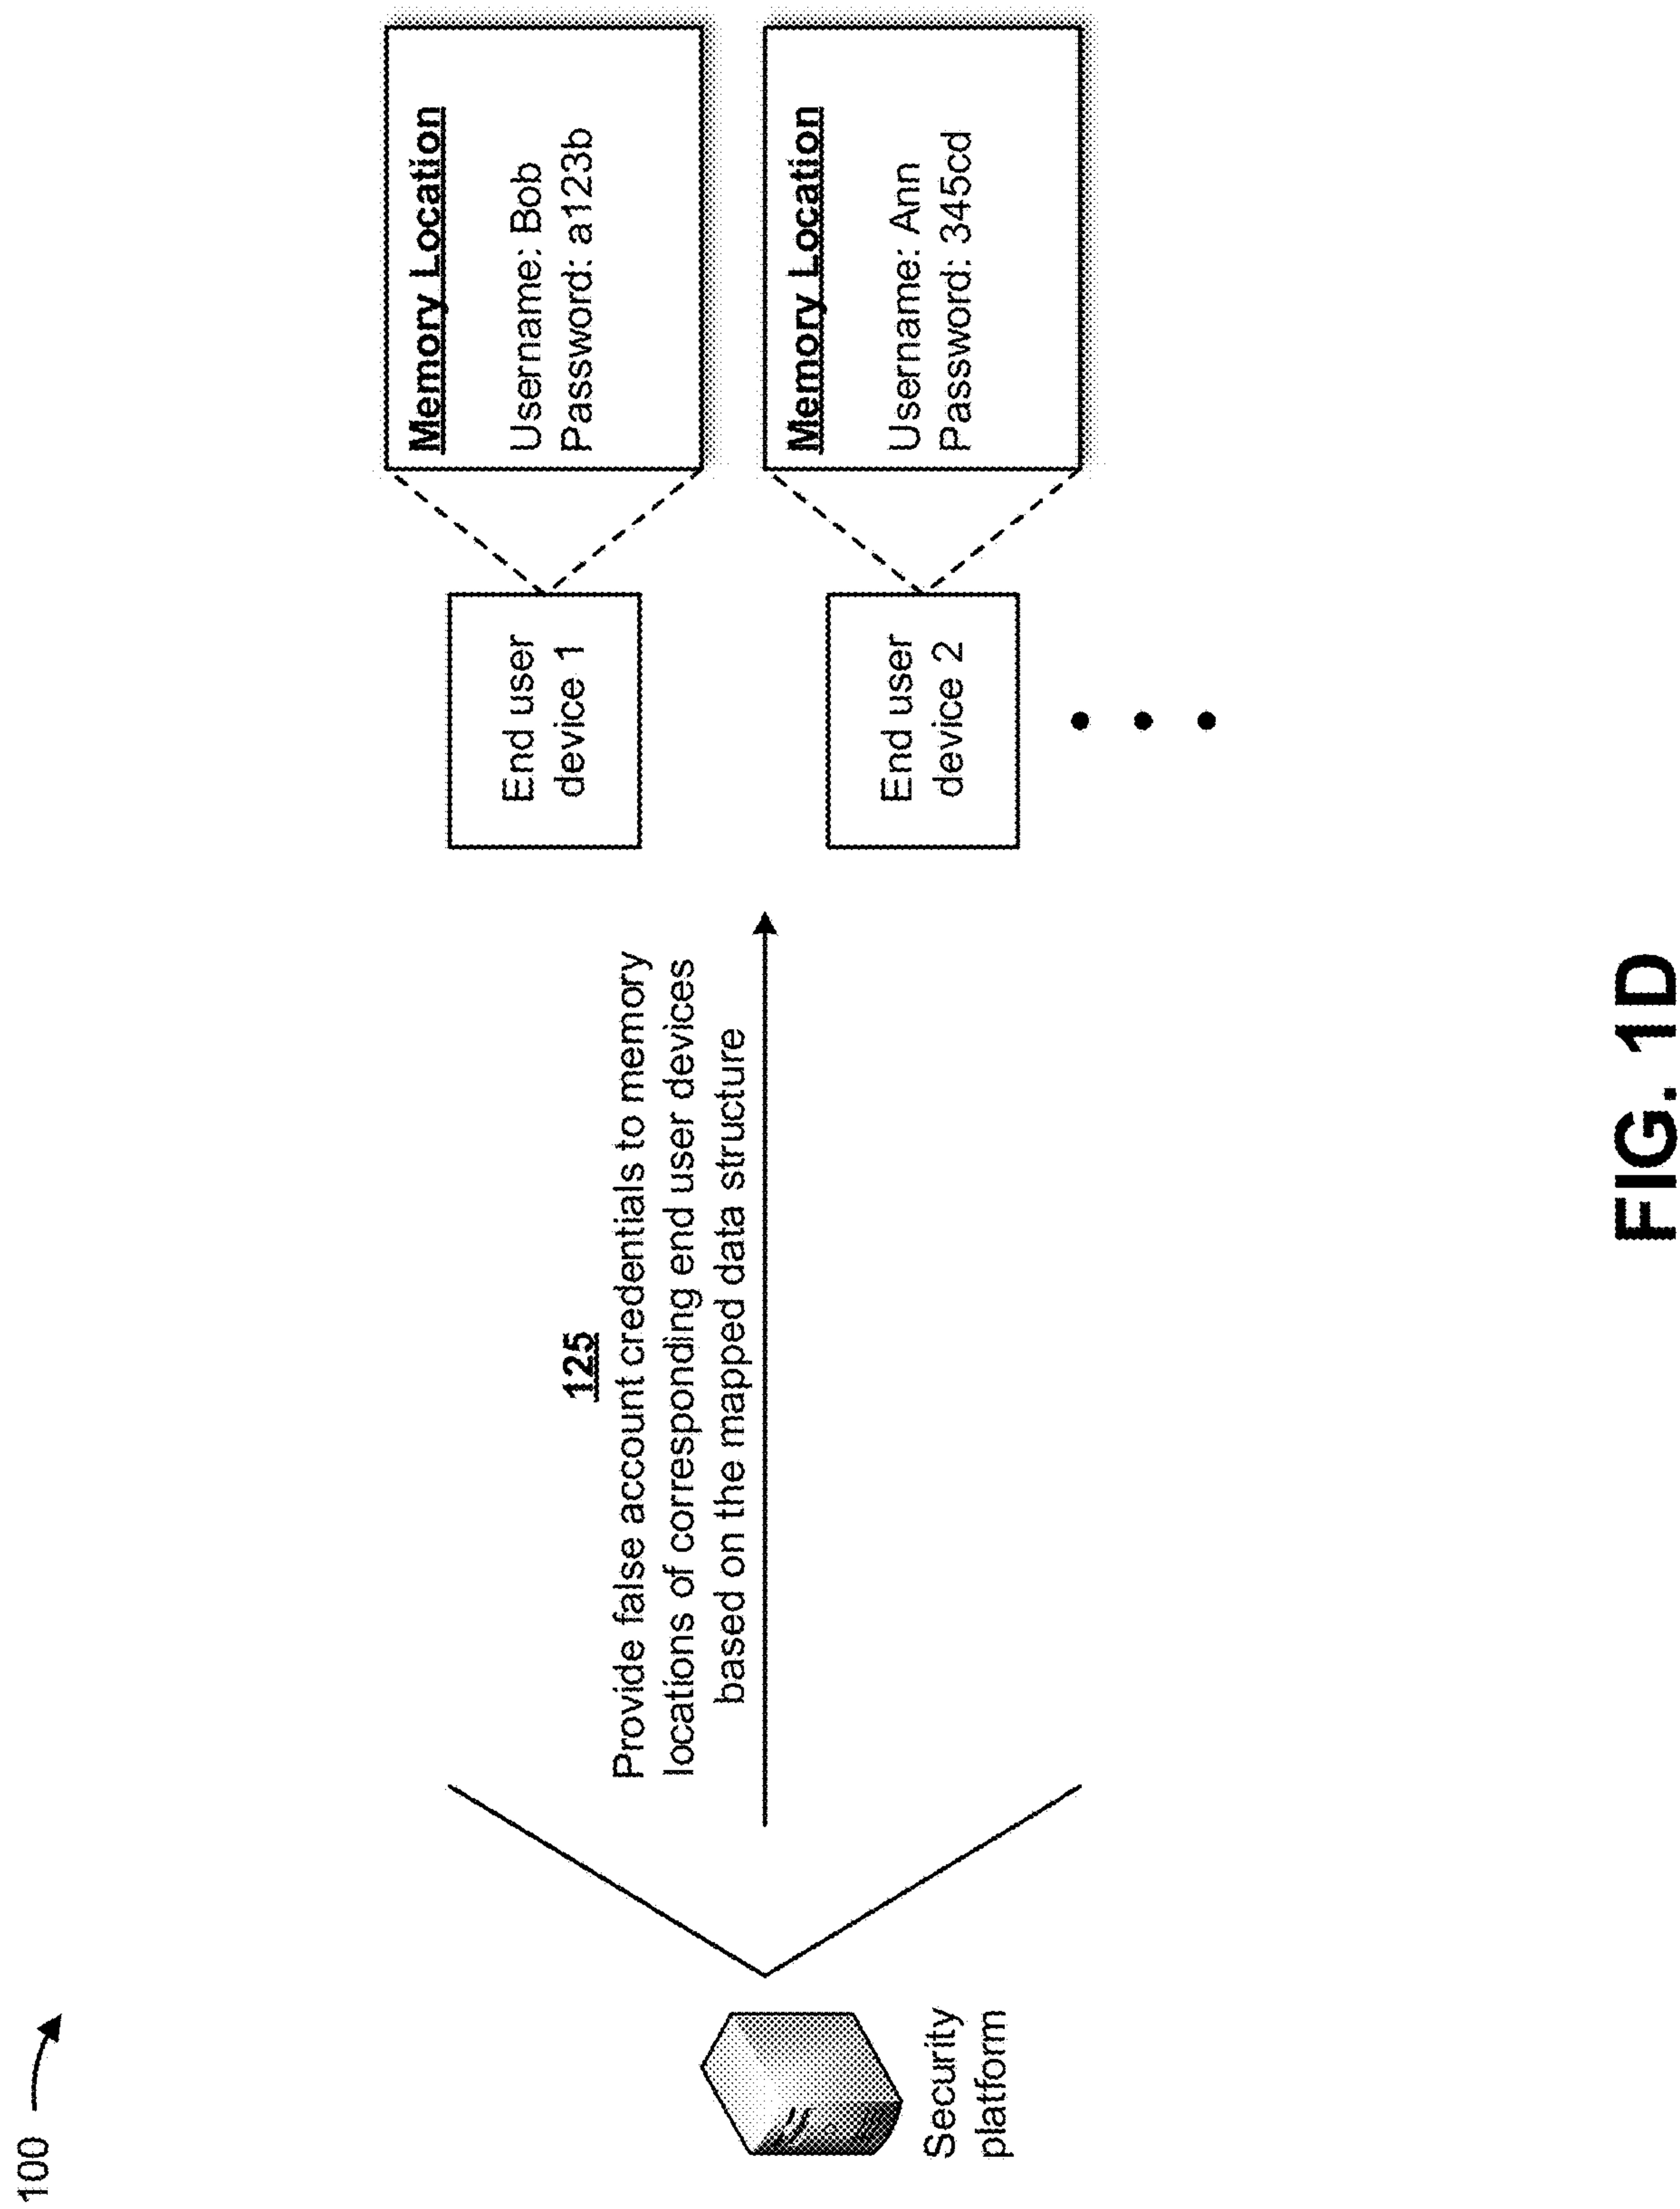 100
125
Provide false account credentials to memory
locations of corresponding end user devices
based on the mapped data structure
Security
platform
End user
device 1
Memory Location
Username: Bob
Password: a123b
End user
device 2
Memory Location
Username: Ann
Password: 345cd
FIG. 1D